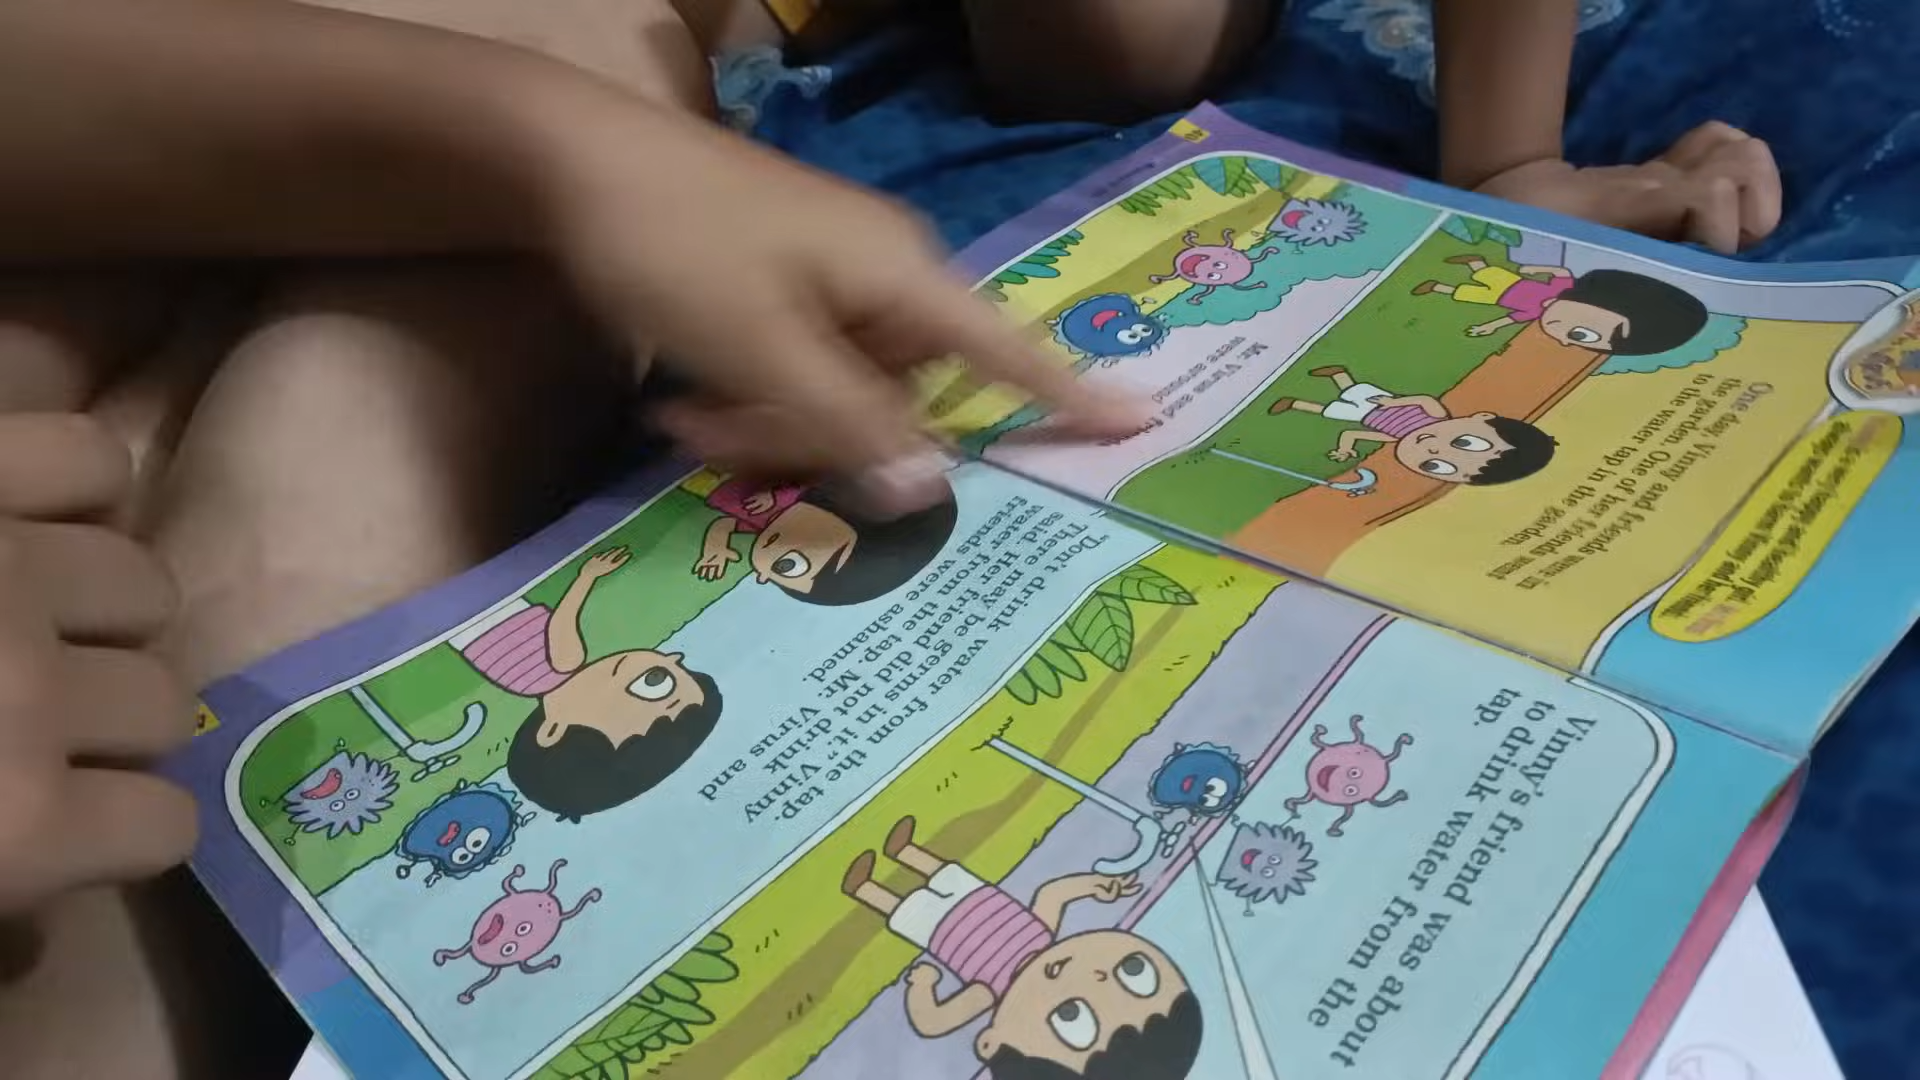 One day, Vinny and friends were in
the garden. One of her friends went
to the water tap in the garden.
Mr. Virus and friends
were around
Vinny's friend was about
to drink water from the
tap.
"Don't drink water from the tap.
There may be germs in it," Vinny
said. Her friend did not drink
water from the tap. Mr. Virus and
friends were ashamed.